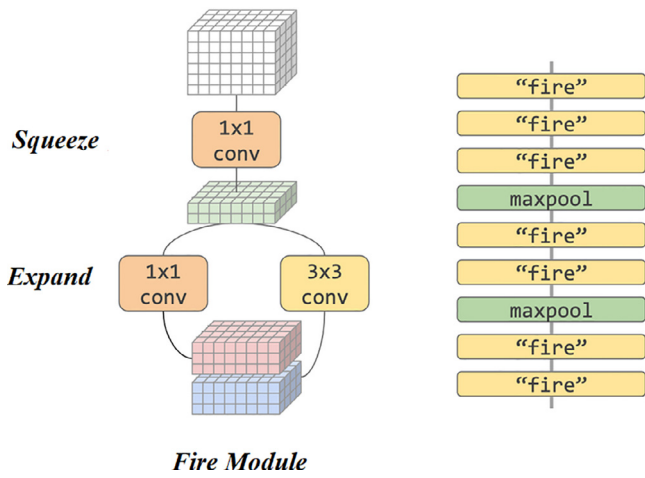 Squeeze
1x1
conv
Expand
1x1
conv
3x3
conv
Fire Module
“fire”
“fire”
“fire”
maxpool
“fire”
“fire”
maxpool
“fire”
“fire”